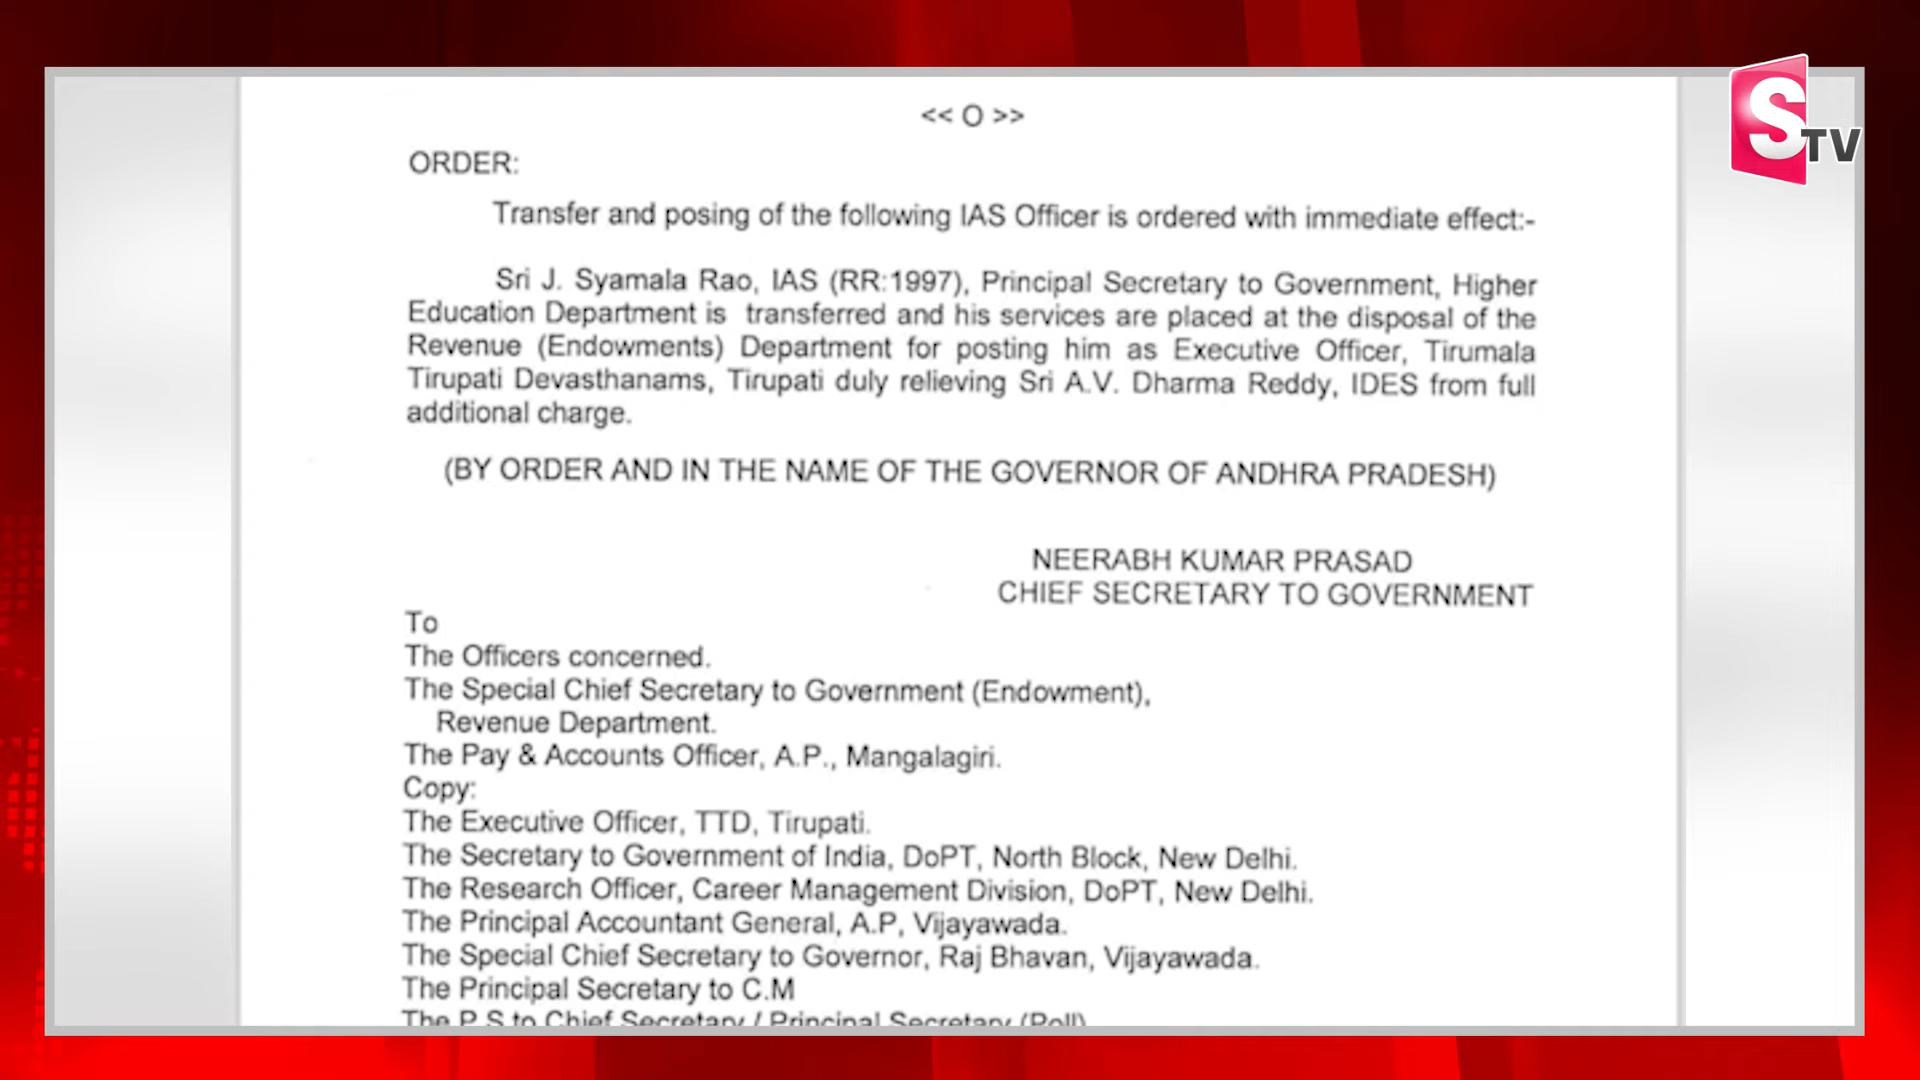 << O >>
STV
ORDER:
Transfer and posing of the following IAS Officer is ordered with immediate effect:-
Sri J. Syamala Rao, IAS (RR:1997), Principal Secretary to Government, Higher
Education Department is transferred and his services are placed at the disposal of the
Revenue (Endowments) Department for posting him as Executive Officer, Tirumala
Tirupati Devasthanams, Tirupati duly relieving Sri A.V. Dharma Reddy, IDES from full
additional charge.
(BY ORDER AND IN THE NAME OF THE GOVERNOR OF ANDHRA PRADESH)
NEERABH KUMAR PRASAD
CHIEF SECRETARY TO GOVERNMENT
To
The Officers concerned.
The Special Chief Secretary to Government (Endowment),
Revenue Department.
The Pay & Accounts Officer, A.P., Mangalagiri.
Copy:
The Executive Officer, TTD, Tirupati.
The Secretary to Government of India, DoPT, North Block, New Delhi.
The Research Officer, Career Management Division, DoPT, New Delhi.
The Principal Accountant General, A.P, Vijayawada.
The Special Chief Secretary to Governor, Raj Bhavan, Vijayawada.
The Principal Secretary to C.M
The P.S to Chief Secretary / Principal Secretary (Poll)